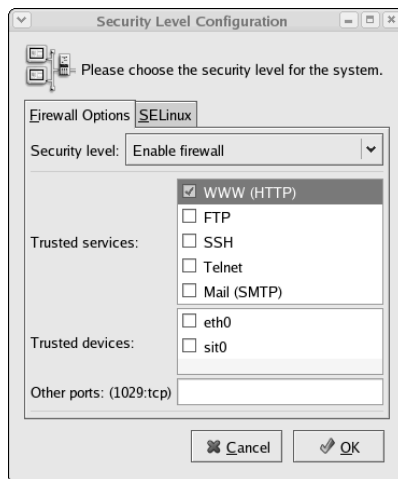 Security Level Configuration
Please choose the security level for the system.
Firewall Options
SELinux
Security level: Enable firewall
Trusted services:
WWW (HTTP)
FTP
SSH
Telnet
Mail (SMTP)
Trusted devices:
eth0
sit0
Other ports: (1029:tcp)
Cancel
OK